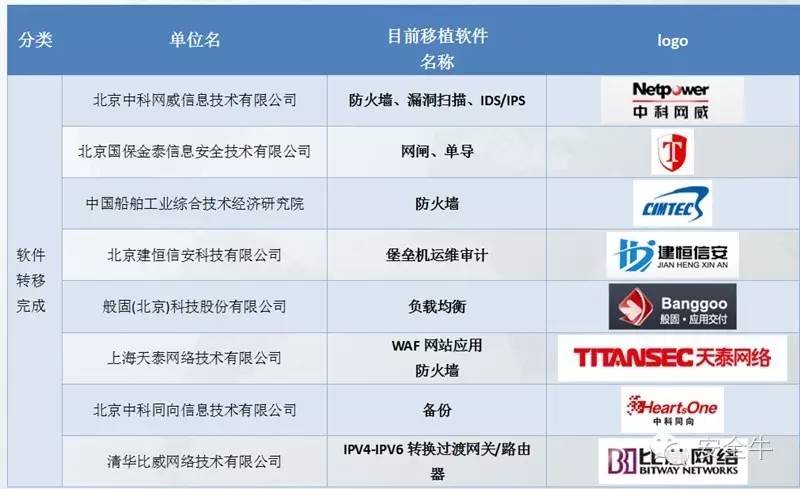 分类
单位名
目前移植软件
名称
logo
软件
转移
完成
北京中科网威信息技术有限公司
防火墙、漏洞扫描、IDS/IPS
Netpower
中科网威
北京国保金泰信息安全技术有限公司
网闸、单导
T
中国船舶工业综合技术经济研究院
防火墙
CIMTEC
北京建恒信安科技有限公司
堡垒机运维审计
建恒信安
JIAN HENG XIN AN
般固(北京)科技股份有限公司
负载均衡
Banggoo
般固·应用交付
上海天泰网络技术有限公司
WAF 网站应用
防火墙
TITANSEC天泰网络
北京中科同向信息技术有限公司
备份
HeartsOne
中科同向
清华比威网络技术有限公司
IPV4-IPV6 转换过渡网关/路由
器
比威网络
BITWAY NETWORKS
安全牛